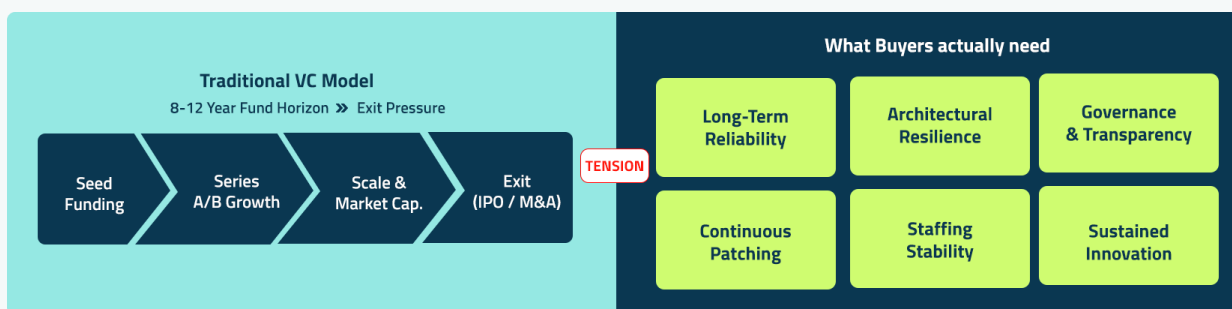 Traditional VC Model
8-12 Year Fund Horizon » Exit Pressure
Seed
Funding
Series
A/B Growth
Scale &
Market Cap.
Exit
(IPO / M&A)
TENSION
What Buyers actually need
Long-Term
Reliability
Architectural
Resilience
Governance
& Transparency
Continuous
Patching
Staffing
Stability
Sustained
Innovation